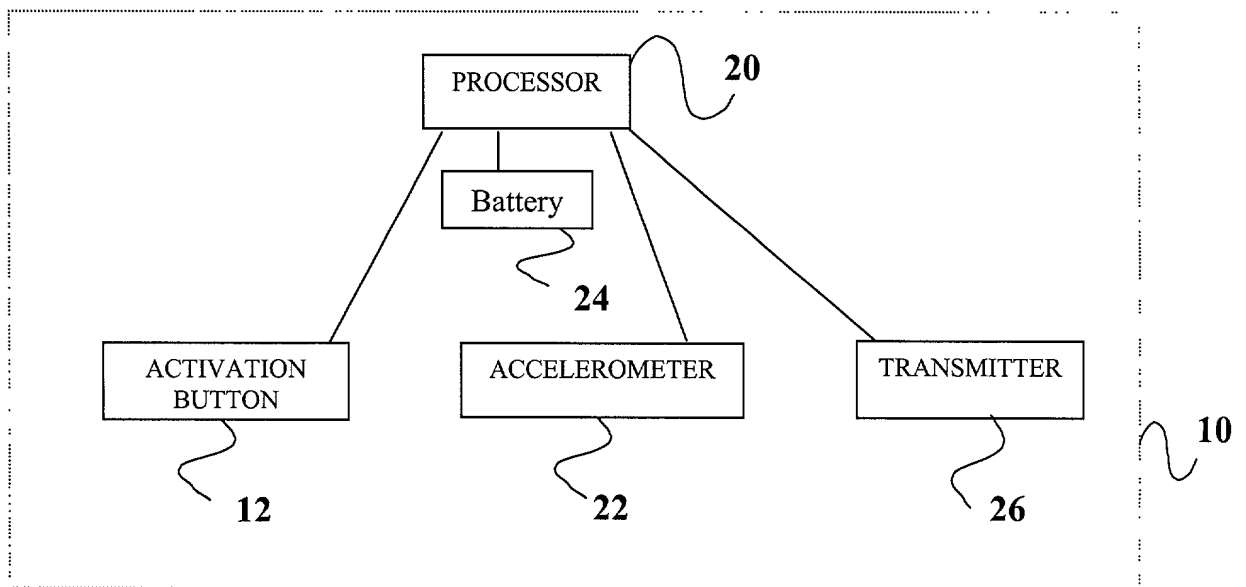 PROCESSOR
20
Battery
24
ACTIVATION
BUTTON
ACCELEROMETER
TRANSMITTER
10
12
22
26